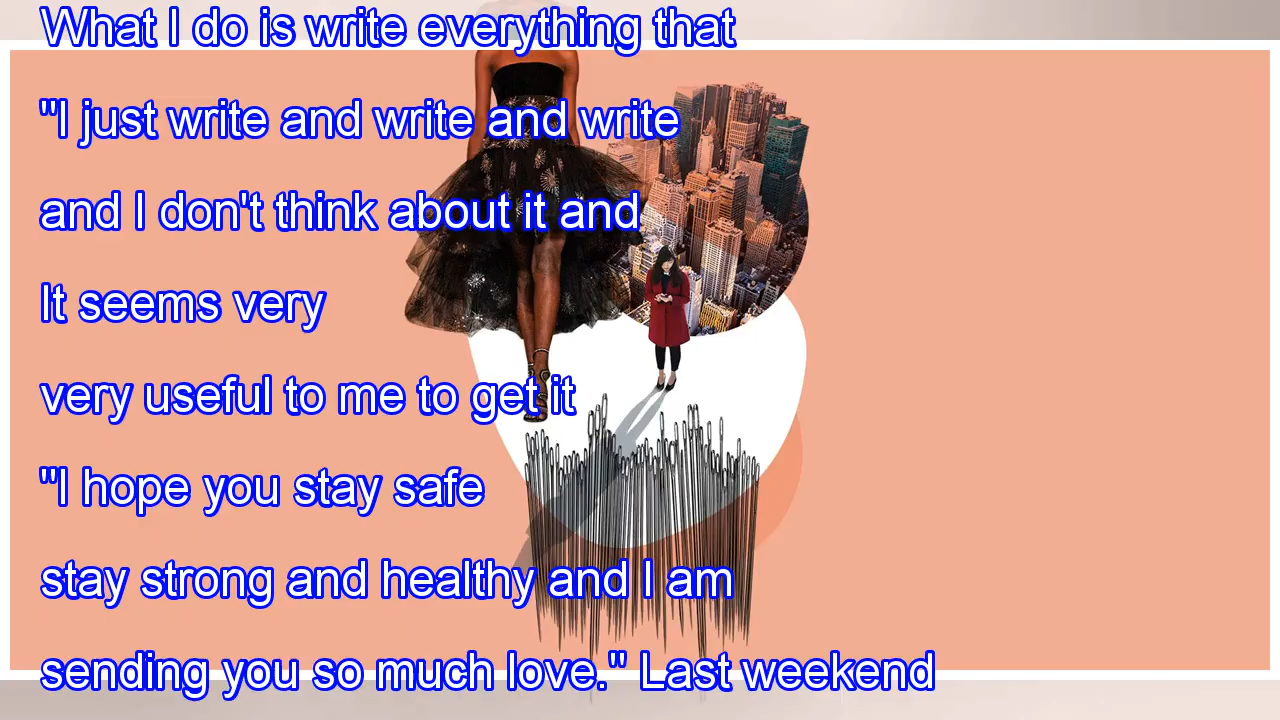 What I do is write everything that
"I just write and write and write
and I don't think about it and
It seems very
very useful to me to get it
"I hope you stay safe
stay strong and healthy and I am
sending you so much love." Last weekend